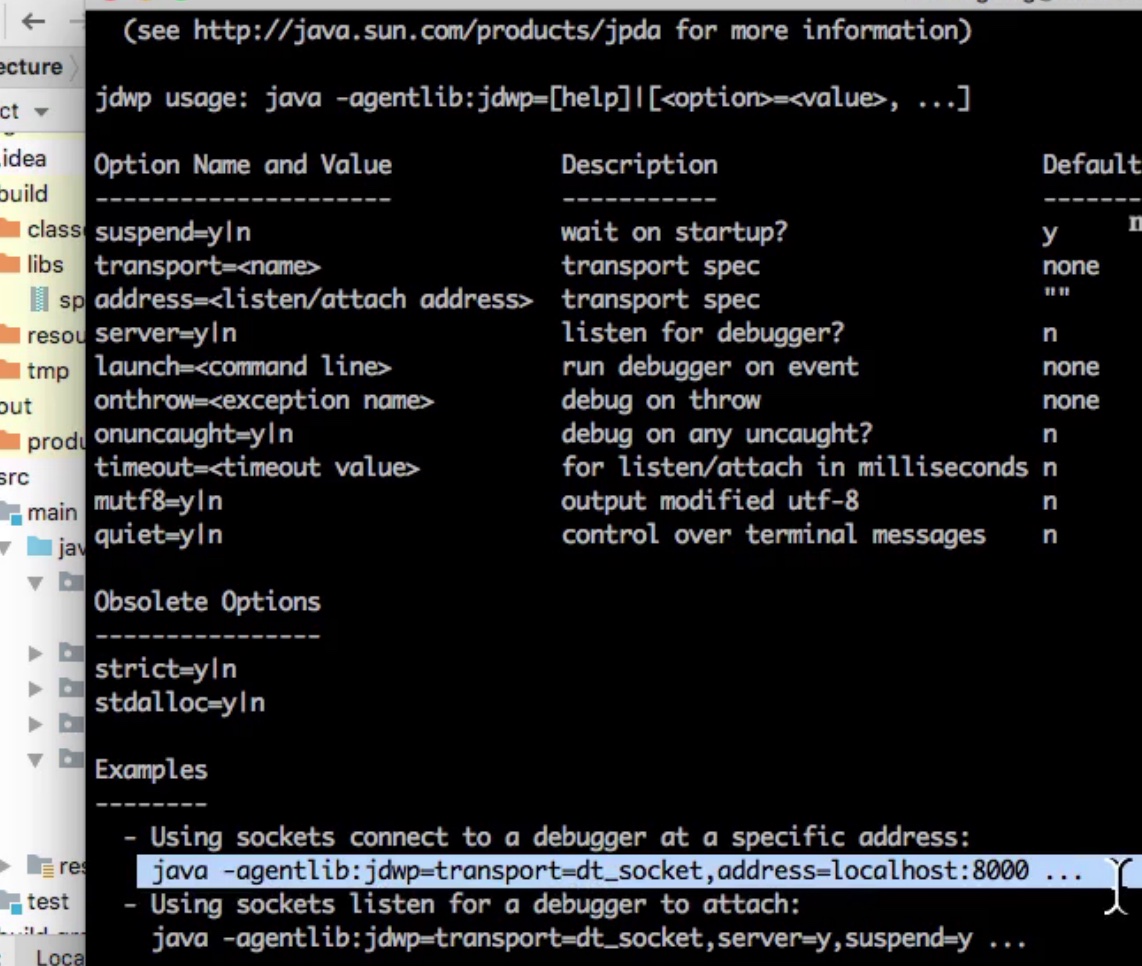 (see http://java.sun.com/products/jpda for more information)
jdwp usage: java -agentlib:jdwp=[help]|[<option>=<value>, ...]
Option Name and Value Description Default
--------------------- ----------- -------
suspend=y|n wait on startup? y
transport=<name> transport spec none
address=<listen/attach address> transport spec ""
server=y|n listen for debugger? n
launch=<command line> run debugger on event none
onthrow=<exception name> debug on throw none
onuncaught=y|n debug on any uncaught? n
timeout=<timeout value> for listen/attach in milliseconds n
mutf8=y|n output modified utf-8 n
quiet=y|n control over terminal messages n
Obsolete Options
----------------
strict=y|n
stdalloc=y|n
Examples
--------
- Using sockets connect to a debugger at a specific address:
java -agentlib:jdwp=transport=dt_socket,address=localhost:8000 ...
- Using sockets listen for a debugger to attach:
java -agentlib:jdwp=transport=dt_socket,server=y,suspend=y ...
ecture
ct
.idea
build
class
libs
sp
resou
tmp
out
produ
src
main
jav
res
test
Loca